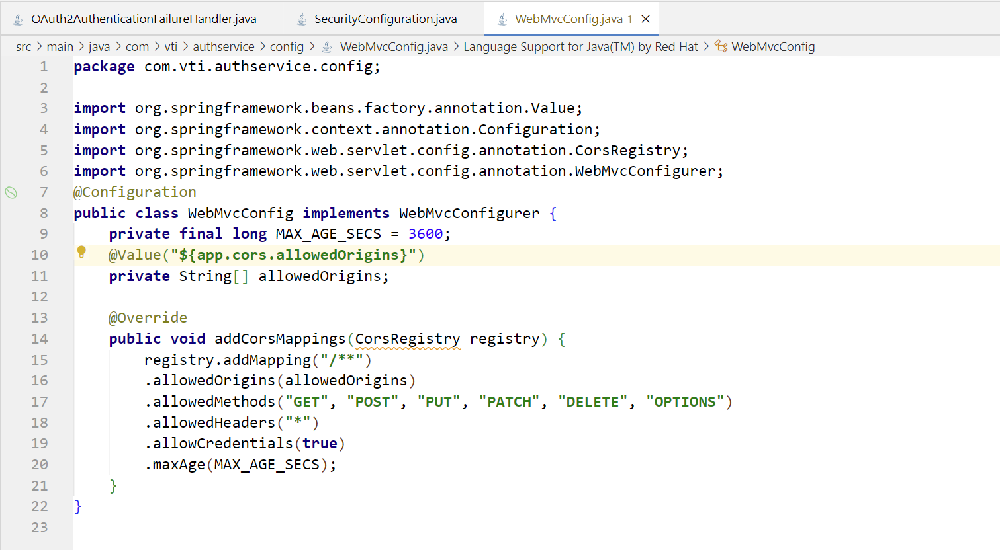 OAuth2AuthenticationFailureHandler.java SecurityConfiguration.java WebMvcConfig.java 1 ×
src > main > java > com > vti > authservice > config > WebMvcConfig.java > Language Support for Java(TM) by Red Hat > WebMvcConfig
1 package com.vti.authservice.config;
2
3 import org.springframework.beans.factory.annotation.Value;
4 import org.springframework.context.annotation.Configuration;
5 import org.springframework.web.servlet.config.annotation.CorsRegistry;
6 import org.springframework.web.servlet.config.annotation.WebMvcConfigurer;
7 @Configuration
8 public class WebMvcConfig implements WebMvcConfigurer {
9     private final long MAX_AGE_SECS = 3600;
10     @Value("${app.cors.allowedOrigins}")
11     private String[] allowedOrigins;
12
13     @Override
14     public void addCorsMappings(CorsRegistry registry) {
15         registry.addMapping("/**")
16         .allowedOrigins(allowedOrigins)
17         .allowedMethods("GET", "POST", "PUT", "PATCH", "DELETE", "OPTIONS")
18         .allowedHeaders("*")
19         .allowCredentials(true)
20         .maxAge(MAX_AGE_SECS);
21     }
22 }
23